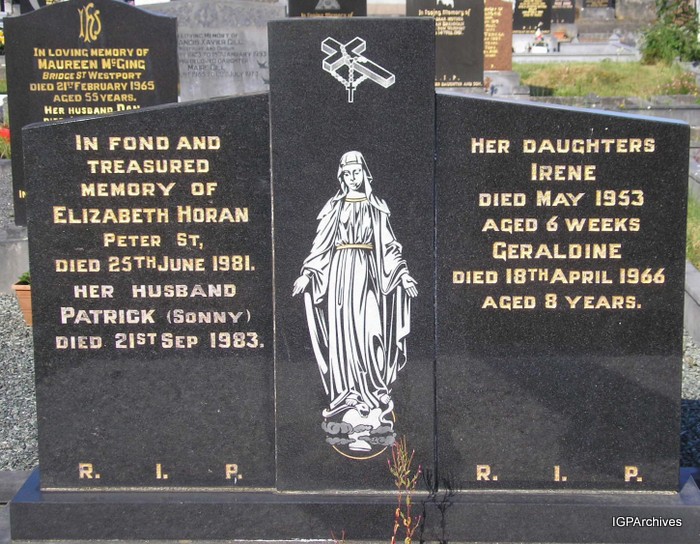 IHS
IN LOVING MEMORY OF
MAUREEN MCGING
BRIDGE ST WESTPORT
DIED 21ST FEBRUARY 1965
AGED 55 YEARS.
HER HUSBAND DAN
IN FOND AND
TREASURED
MEMORY OF
ELIZABETH HORAN
PETER ST,
DIED 25TH JUNE 1981.
HER HUSBAND
PATRICK (SONNY)
DIED 21ST SEP 1983.
R. I. P.
HER DAUGHTERS
IRENE
DIED MAY 1953
AGED 6 WEEKS
GERALDINE
DIED 18TH APRIL 1966
AGED 8 YEARS.
R. I. P.
IGPArchives